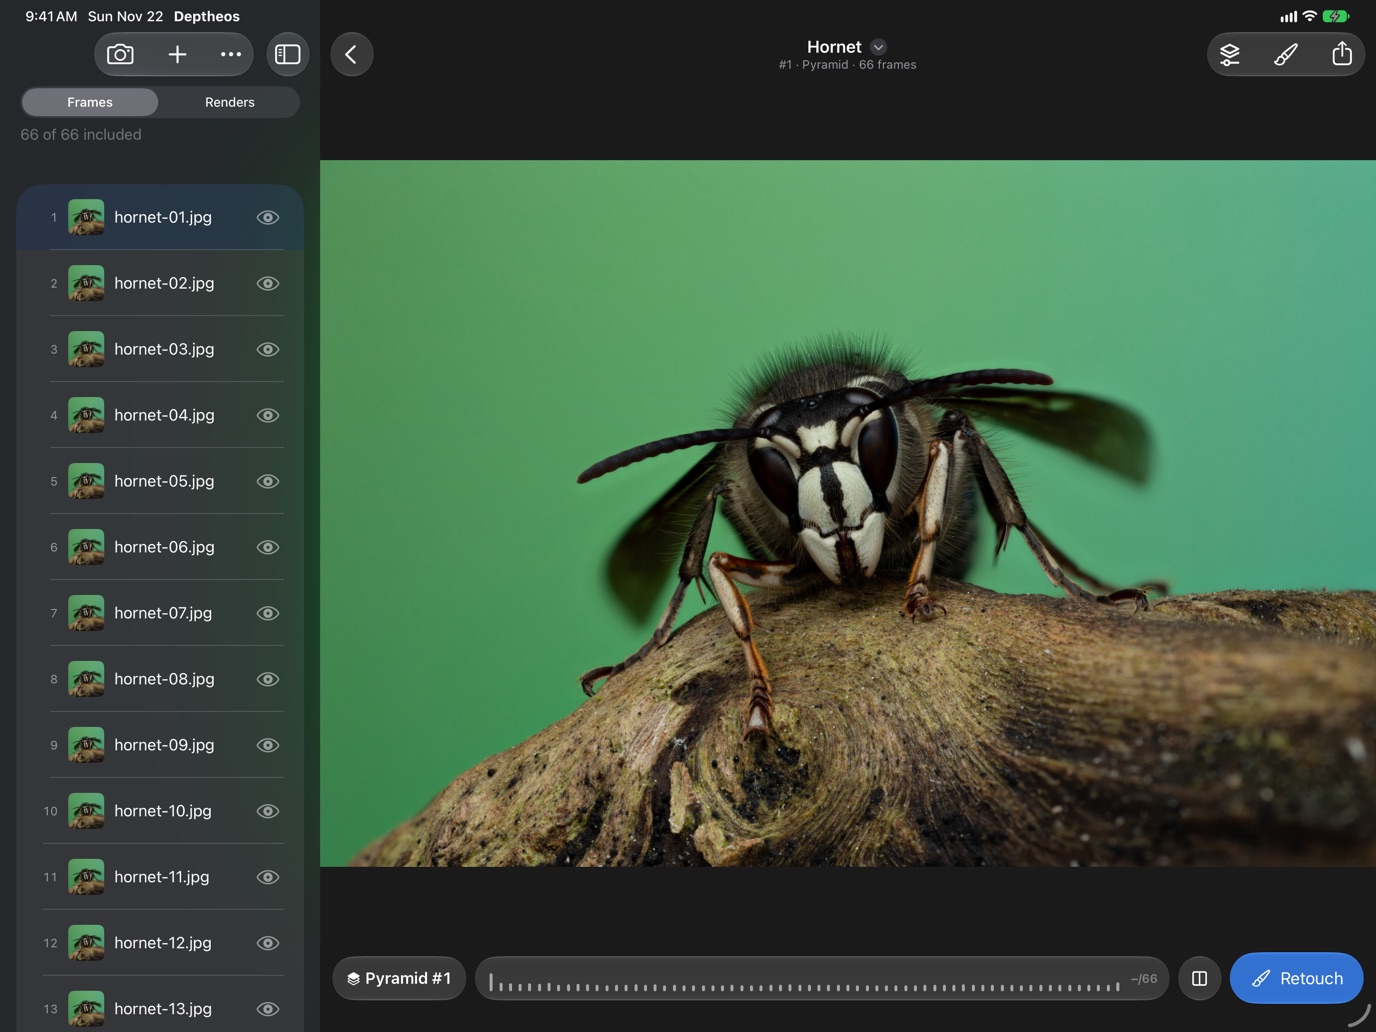 9:41 AM Sun Nov 22 Deptheos
Frames Renders
66 of 66 included
1 hornet-01.jpg
2 hornet-02.jpg
3 hornet-03.jpg
4 hornet-04.jpg
5 hornet-05.jpg
6 hornet-06.jpg
7 hornet-07.jpg
8 hornet-08.jpg
9 hornet-09.jpg
10 hornet-10.jpg
11 hornet-11.jpg
12 hornet-12.jpg
13 hornet-13.jpg
Hornet
#1 · Pyramid · 66 frames
Pyramid #1
–/66
Retouch